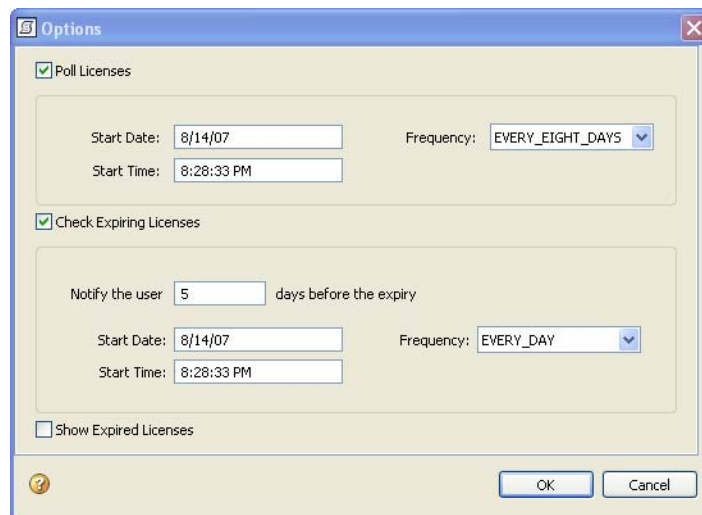 Options
Poll Licenses
Start Date: 8/14/07 Frequency: EVERY_EIGHT_DAYS
Start Time: 8:28:33 PM
Check Expiring Licenses
Notify the user 5 days before the expiry
Start Date: 8/14/07 Frequency: EVERY_DAY
Start Time: 8:28:33 PM
Show Expired Licenses
? OK Cancel